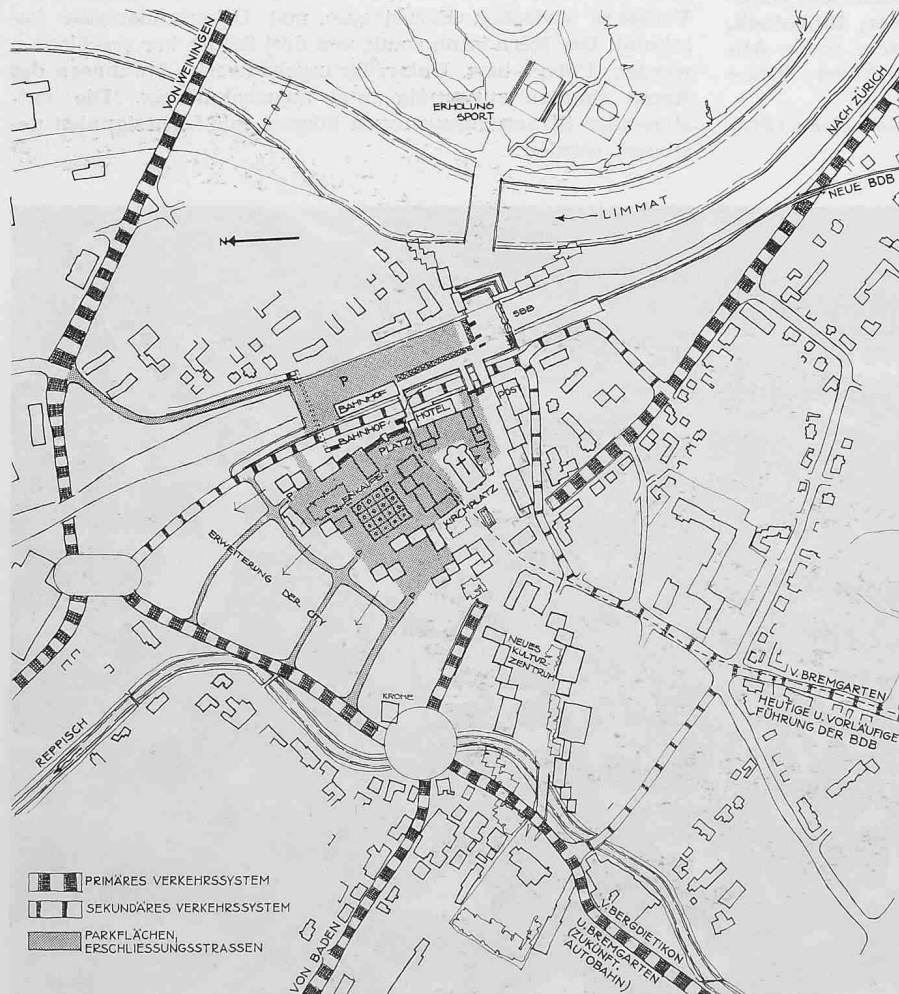 VON WEININGEN
ERHOLUNG
SPORT
NACH ZÜRICH
NEUE BDB
LIMMAT
N
SBB
P
BAHNHOF
POST
HOTEL
BAHNHOF
PLATZ
EINKAUFEN
P
KIRCHPLATZ
ERWEITERUNG
DER CITY
P
P
NEUES
KULTUR-
ZENTRUM
V. BREMGARTEN
HEUTIGE U. VORLÄUFIGE
FÜHRUNG DER BDB
KRONE
REPPISCH
PRIMÄRES VERKEHRSSYSTEM
SEKUNDÄRES VERKEHRSSYSTEM
PARKFLÄCHEN,
ERSCHLIESSUNGSSTRASSEN
VON BADEN
V. BERGDIETIKON
U. BREMGARTEN
(ZUKÜNFT.
AUTOBAHN)